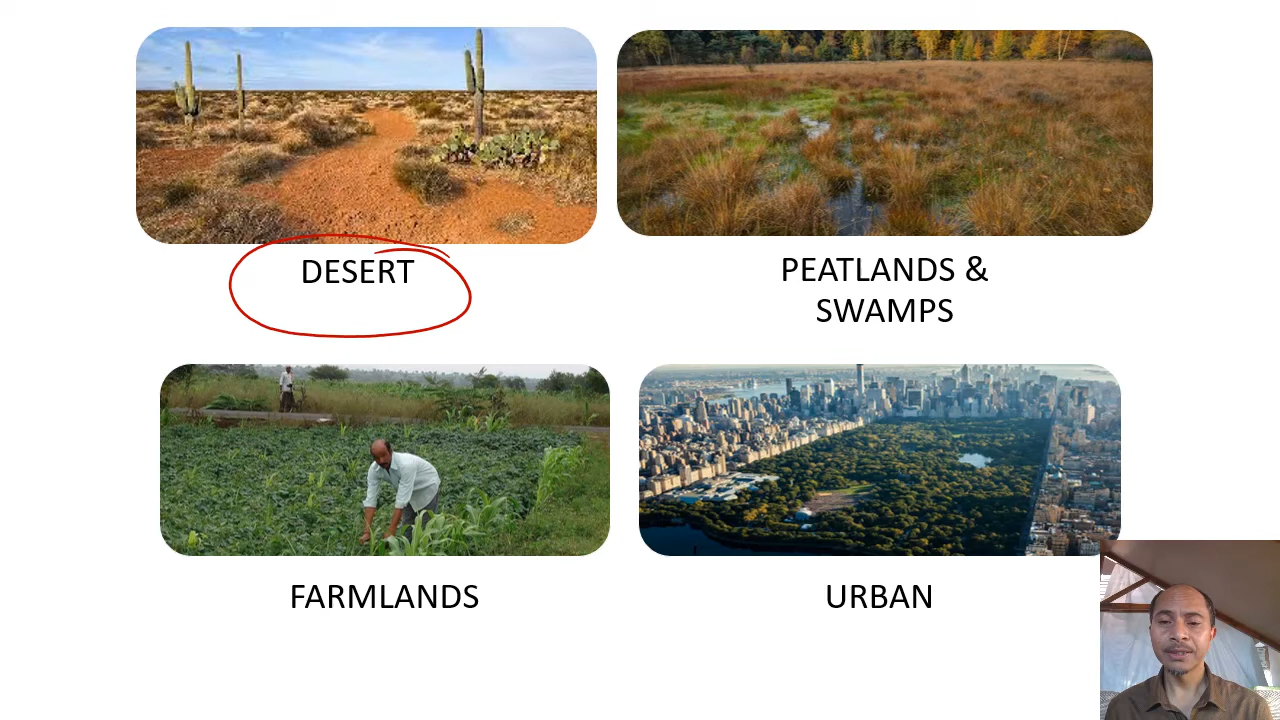 DESERT
PEATLANDS &
SWAMPS
FARMLANDS
URBAN